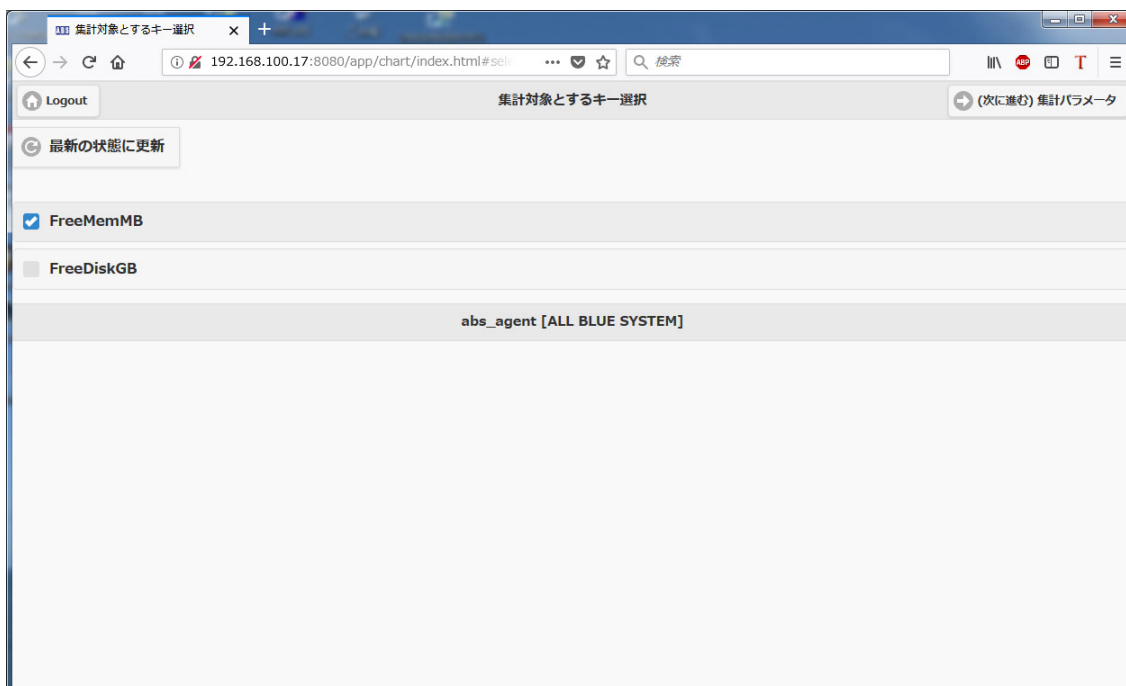 集計対象とするキー選択
192.168.100.17:8080/app/chart/index.html#sel
検索
ABP
T
Logout
集計対象とするキー選択
(次に進む) 集計パラメータ
最新の状態に更新
FreeMemMB
FreeDiskGB
abs_agent [ALL BLUE SYSTEM]